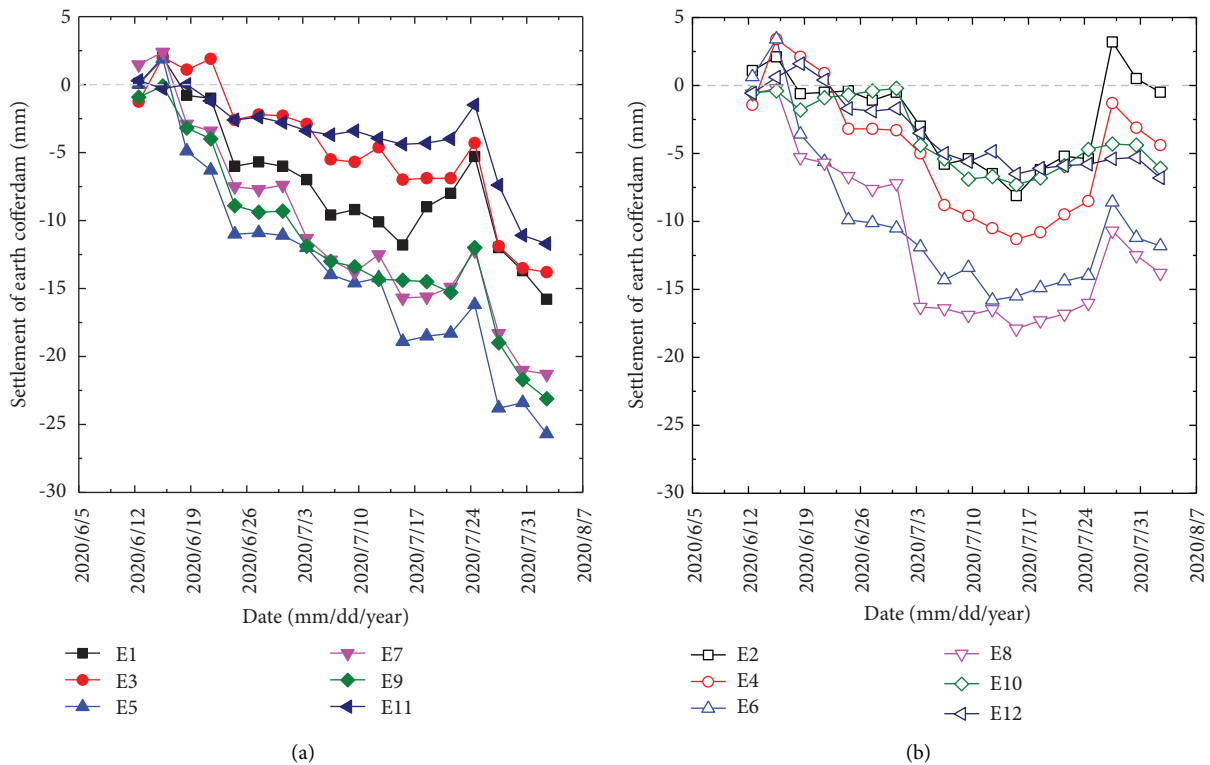 5
0
-5
-10
-15
-20
-25
-30
Settlement of earth cofferdam (mm)
2020/6/5
2020/6/12
2020/6/19
2020/6/26
2020/7/3
2020/7/10
2020/7/17
2020/7/24
2020/7/31
2020/8/7
Date (mm/dd/year)
E1
E3
E5
E7
E9
E11
(a)
5
0
-5
-10
-15
-20
-25
-30
Settlement of earth cofferdam (mm)
2020/6/5
2020/6/12
2020/6/19
2020/6/26
2020/7/3
2020/7/10
2020/7/17
2020/7/24
2020/7/31
2020/8/7
Date (mm/dd/year)
E2
E4
E6
E8
E10
E12
(b)